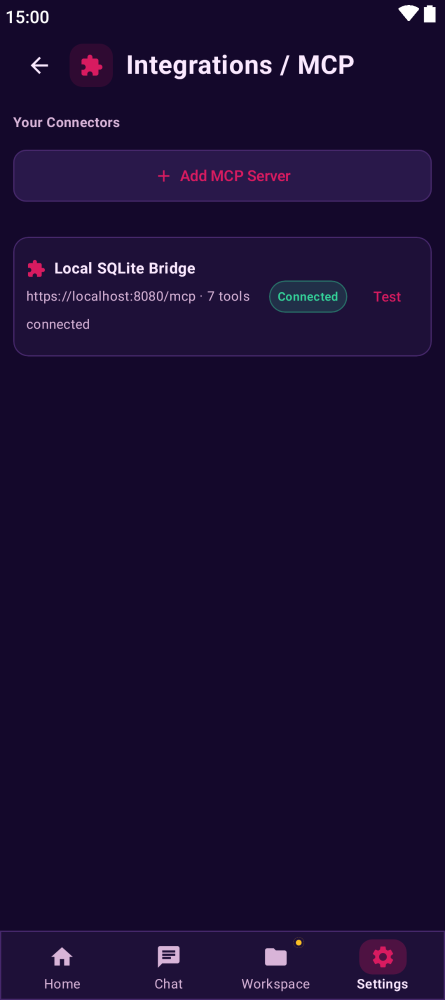 15:00
Integrations / MCP
Your Connectors
Add MCP Server
Local SQLite Bridge
https://localhost:8080/mcp · 7 tools
connected
Connected
Test
Home
Chat
Workspace
Settings